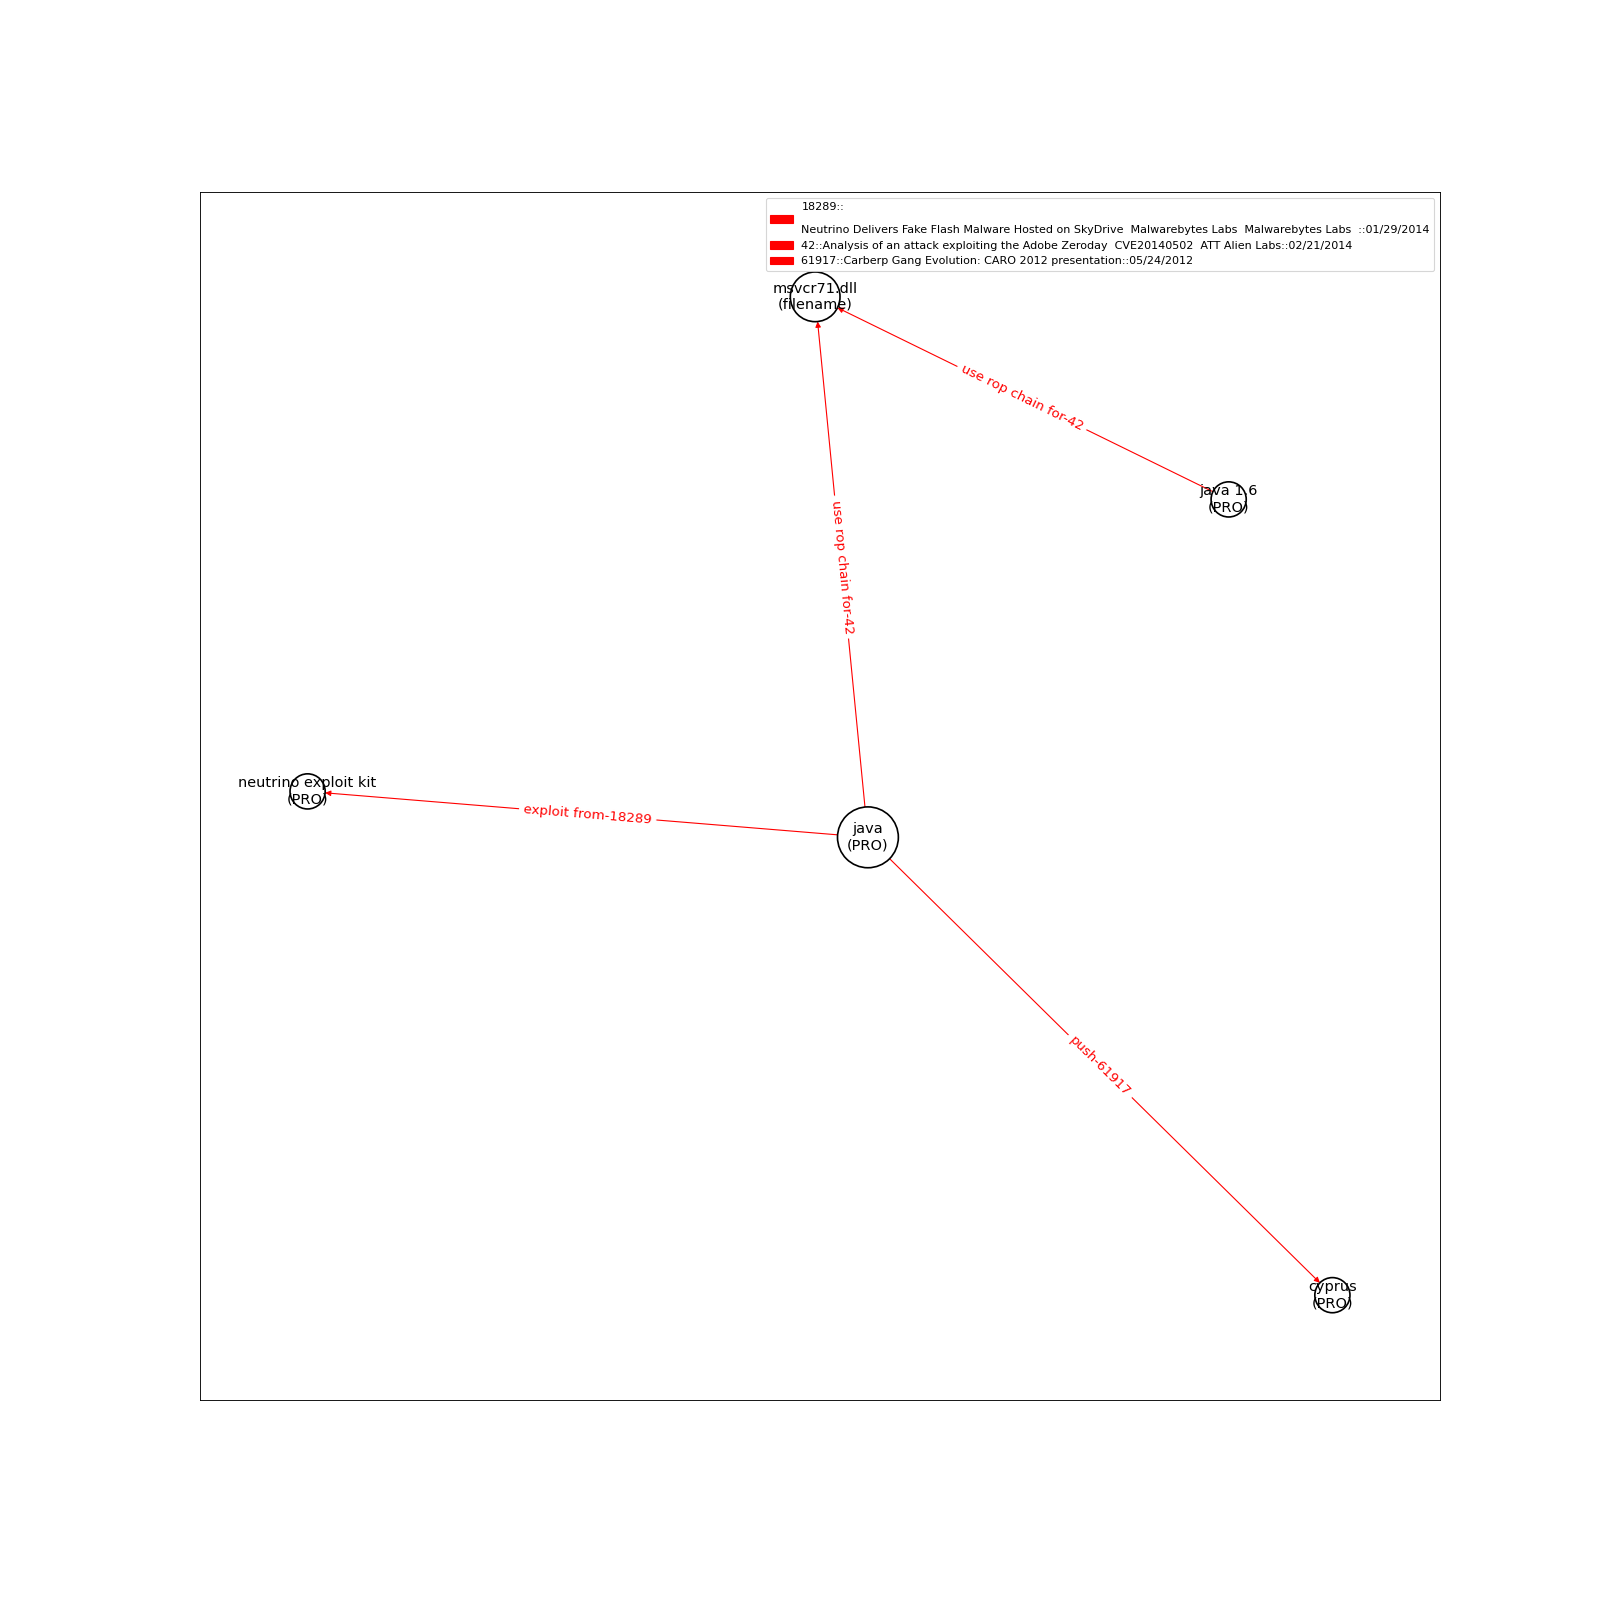 18289::
Neutrino Delivers Fake Flash Malware Hosted on SkyDrive  Malwarebytes Labs  Malwarebytes Labs  ::01/29/2014
42::Analysis of an attack exploiting the Adobe Zeroday  CVE20140502  ATT Alien Labs::02/21/2014
61917::Carberp Gang Evolution: CARO 2012 presentation::05/24/2012
msvcr71.dll
(filename)
use rop chain for-42
java 1.6
(PRO)
use rop chain for-42
neutrino exploit kit
(PRO)
exploit from-18289
java
(PRO)
push-61917
cyprus
(PRO)